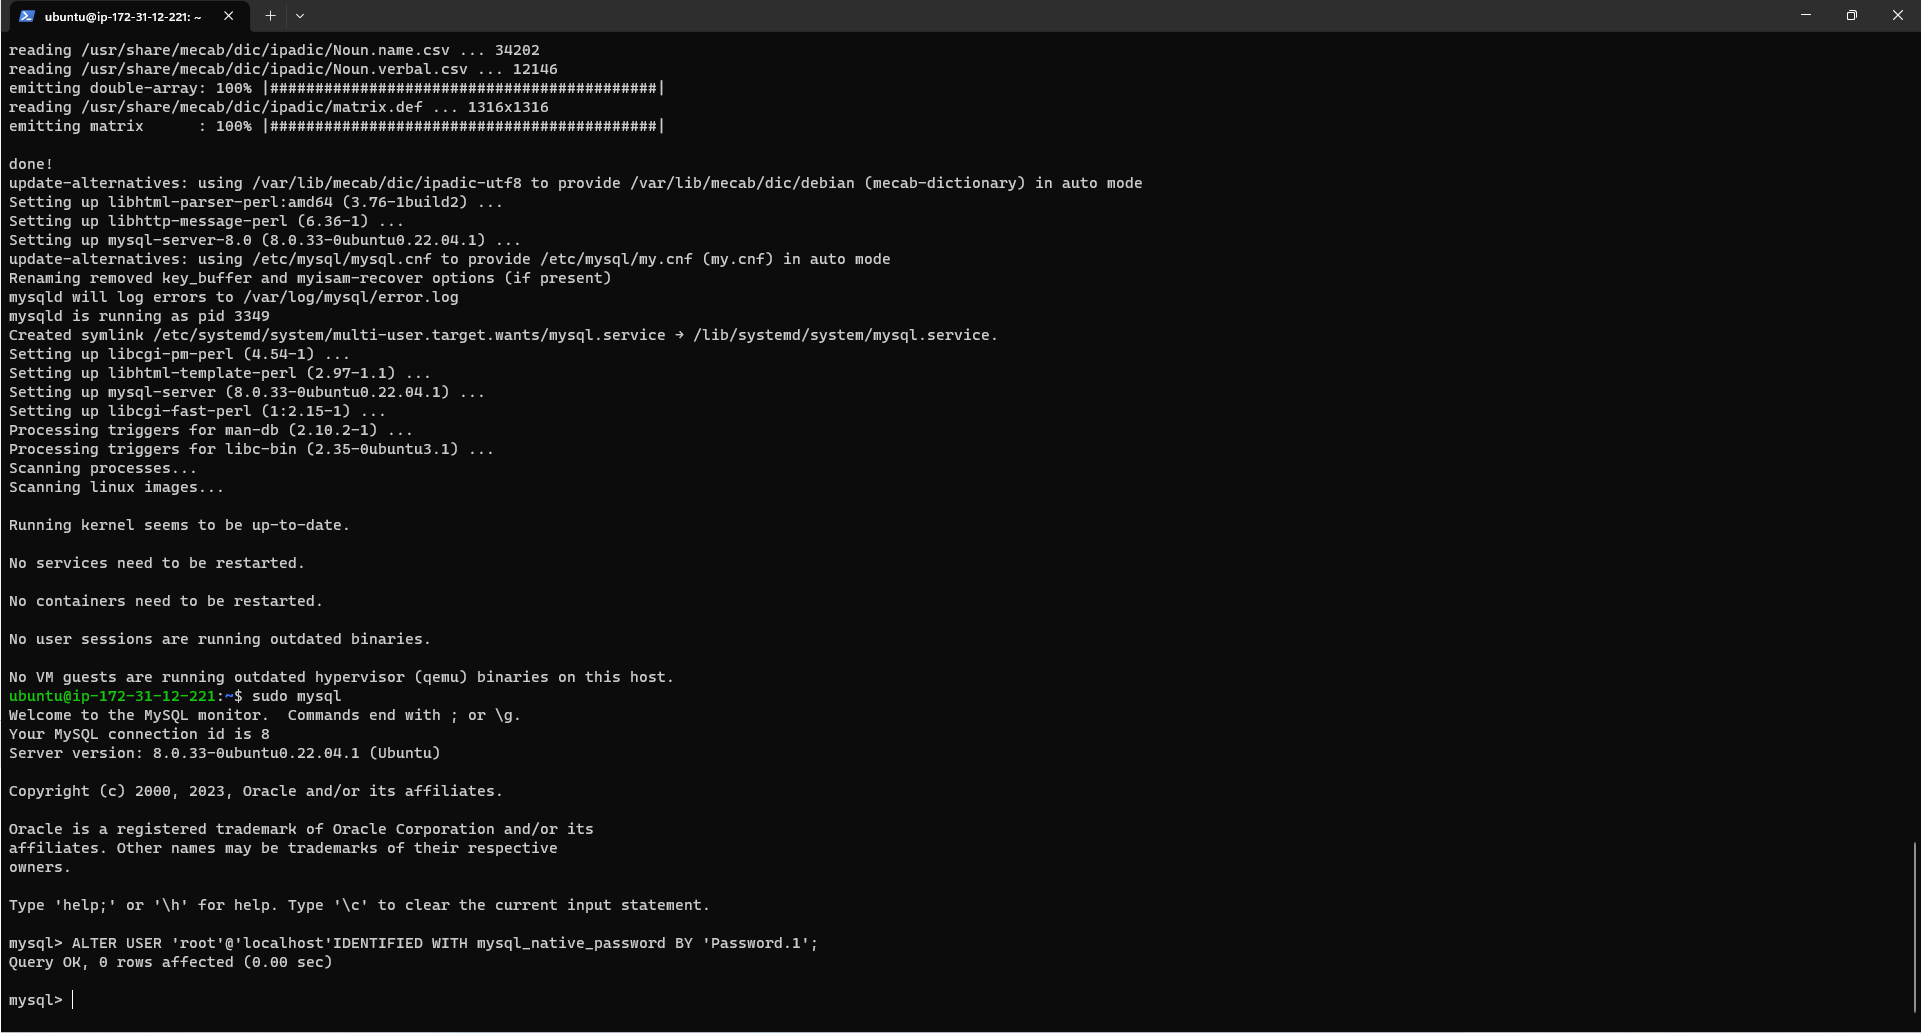 ubuntu@ip-172-31-12-221: ~
reading /usr/share/mecab/dic/ipadic/Noun.name.csv ... 34202
reading /usr/share/mecab/dic/ipadic/Noun.verbal.csv ... 12146
emitting double-array: 100% |###########################################|
reading /usr/share/mecab/dic/ipadic/matrix.def ... 1316x1316
emitting matrix      : 100% |###########################################|
done!
update-alternatives: using /var/lib/mecab/dic/ipadic-utf8 to provide /var/lib/mecab/dic/debian (mecab-dictionary) in auto mode
Setting up libhtml-parser-perl:amd64 (3.76-1build2) ...
Setting up libhttp-message-perl (6.36-1) ...
Setting up mysql-server-8.0 (8.0.33-0ubuntu0.22.04.1) ...
update-alternatives: using /etc/mysql/mysql.cnf to provide /etc/mysql/my.cnf (my.cnf) in auto mode
Renaming removed key_buffer and myisam-recover options (if present)
mysqld will log errors to /var/log/mysql/error.log
mysqld is running as pid 3349
Created symlink /etc/systemd/system/multi-user.target.wants/mysql.service → /lib/systemd/system/mysql.service.
Setting up libcgi-pm-perl (4.54-1) ...
Setting up libhtml-template-perl (2.97-1.1) ...
Setting up mysql-server (8.0.33-0ubuntu0.22.04.1) ...
Setting up libcgi-fast-perl (1:2.15-1) ...
Processing triggers for man-db (2.10.2-1) ...
Processing triggers for libc-bin (2.35-0ubuntu3.1) ...
Scanning processes...
Scanning linux images...
Running kernel seems to be up-to-date.
No services need to be restarted.
No containers need to be restarted.
No user sessions are running outdated binaries.
No VM guests are running outdated hypervisor (qemu) binaries on this host.
ubuntu@ip-172-31-12-221:~$ sudo mysql
Welcome to the MySQL monitor.  Commands end with ; or \g.
Your MySQL connection id is 8
Server version: 8.0.33-0ubuntu0.22.04.1 (Ubuntu)
Copyright (c) 2000, 2023, Oracle and/or its affiliates.
Oracle is a registered trademark of Oracle Corporation and/or its
affiliates. Other names may be trademarks of their respective
owners.
Type 'help;' or '\h' for help. Type '\c' to clear the current input statement.
mysql> ALTER USER 'root'@'localhost'IDENTIFIED WITH mysql_native_password BY 'Password.1';
Query OK, 0 rows affected (0.00 sec)
mysql>